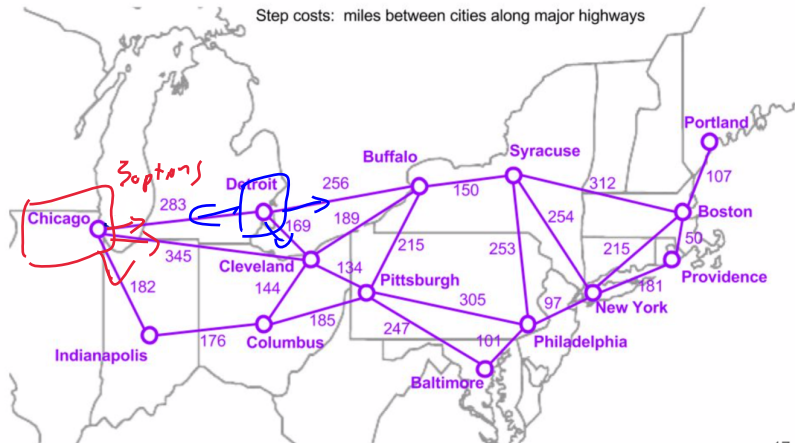 Step costs: miles between cities along major highways
Portland
3options
Buffalo
Syracuse
Detroit
256
150
312
107
Chicago
283
169
189
254
Boston
345
Cleveland
134
215
253
215
50
Providence
182
144
Pittsburgh
305
97
181
New York
185
247
Indianapolis
176
Columbus
101
Philadelphia
Baltimore